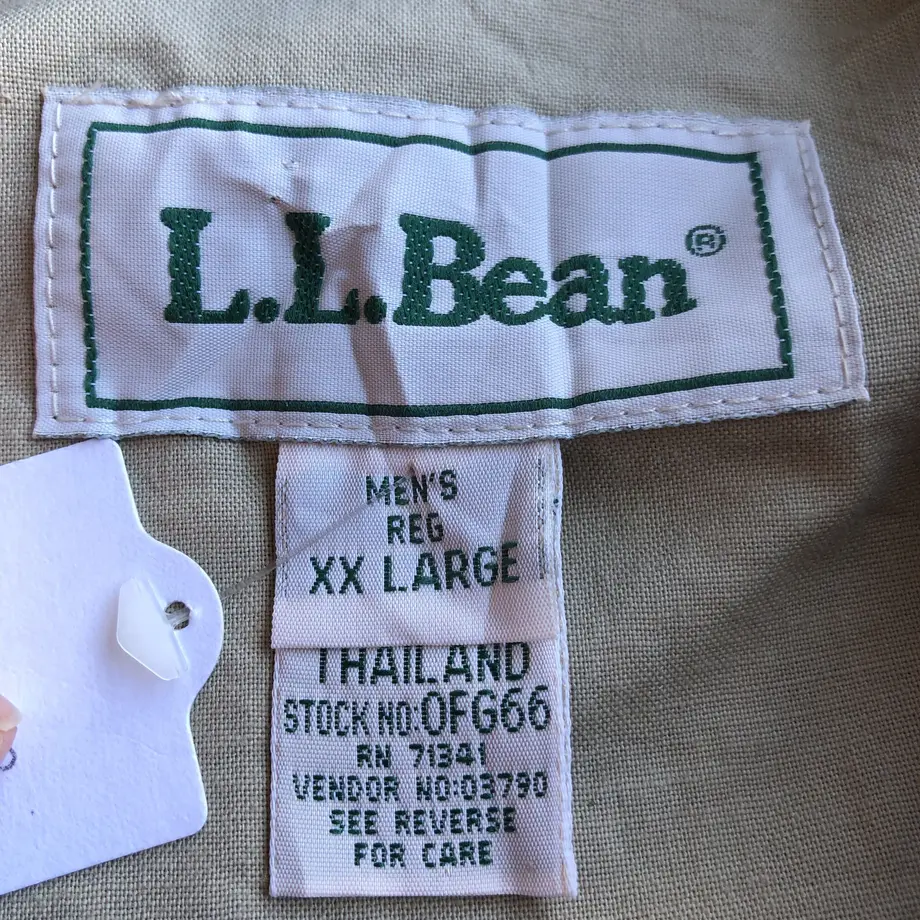 L.L.Bean®
MEN'S
REG
XX LARGE
THAILAND
STOCK NO:0FG66
RN 71341
VENDOR NO:03790
SEE REVERSE
FOR CARE